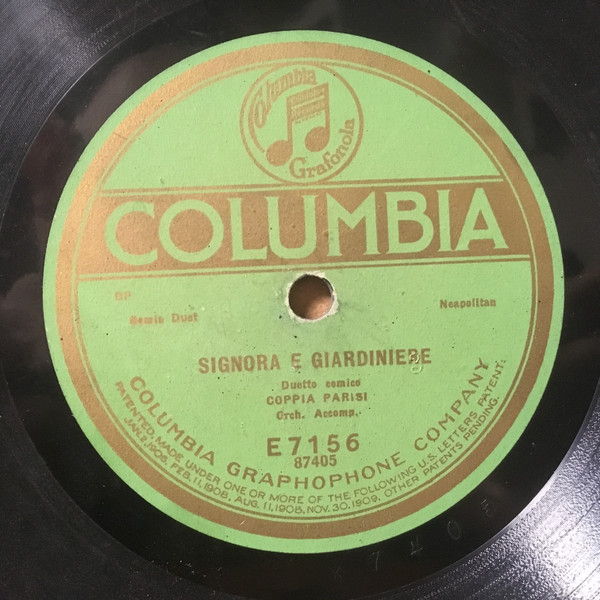 Columbia
Grafonola
COLUMBIA
BP
Comic Duet
Neapolitan
SIGNORA E GIARDINIERE
Duetto comico
COPPIA PARISI
Orch. Accomp.
E7156
87405
COLUMBIA GRAPHOPHONE COMPANY
PATENTED, MADE UNDER ONE OR MORE OF THE FOLLOWING U.S. LETTERS PATENT:
JAN.2,1906, FEB.11,1908, AUG.11,1908, NOV.30,1909, OTHER PATENTS PENDING.